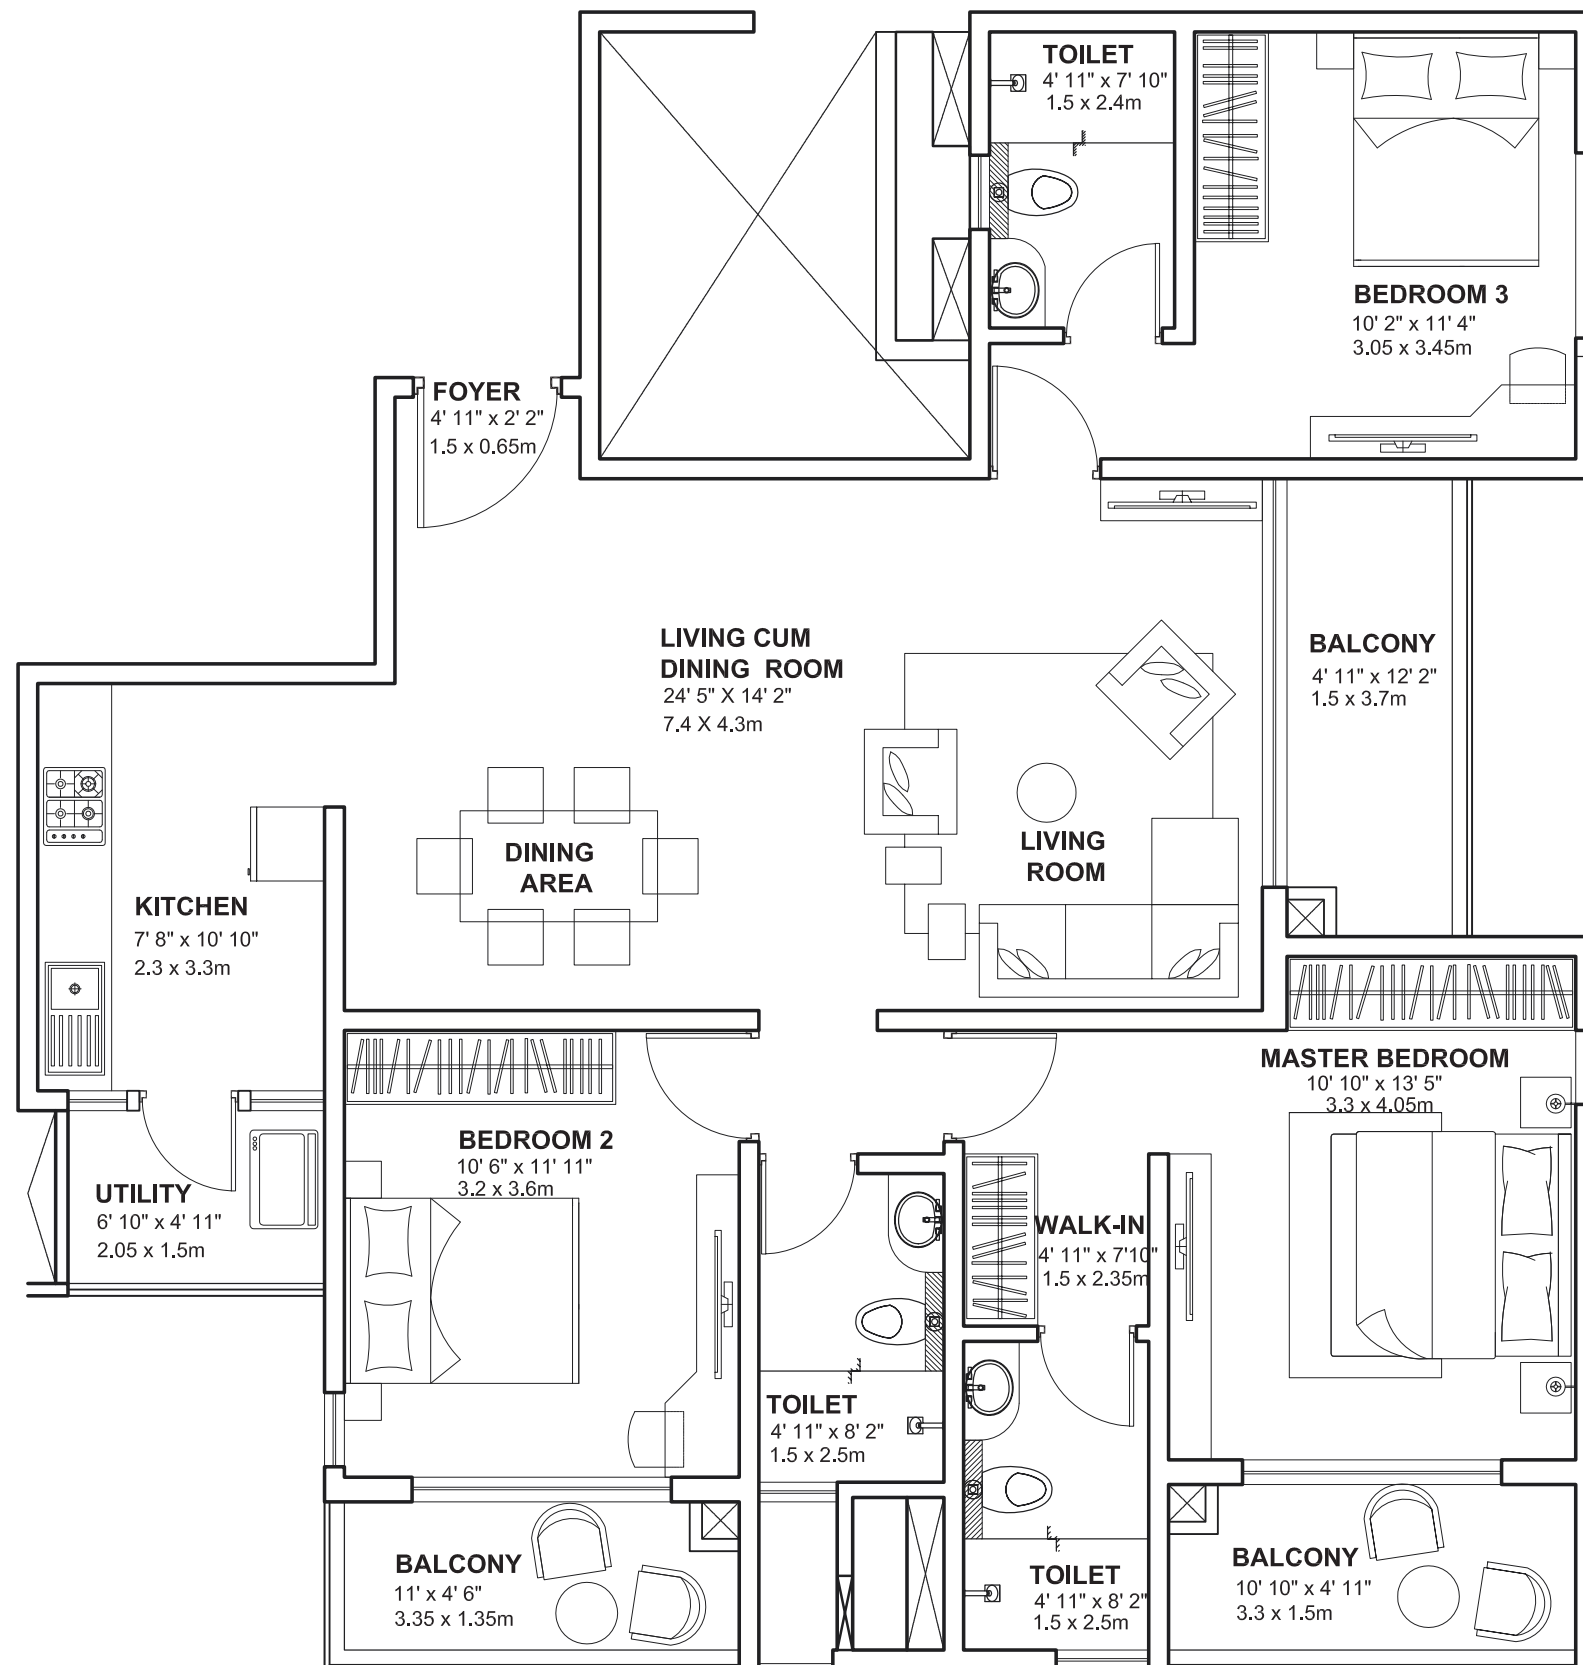 TOILET
4' 11" x 7' 10"
1.5 x 2.4m
BEDROOM 3
10' 2" x 11' 4"
3.05 x 3.45m
FOYER
4' 11" x 2' 2"
1.5 x 0.65m
LIVING CUM
DINING ROOM
24' 5" X 14' 2"
7.4 X 4.3m
BALCONY
4' 11" x 12' 2"
1.5 x 3.7m
DINING
AREA
LIVING
ROOM
KITCHEN
7' 8" x 10' 10"
2.3 x 3.3m
MASTER BEDROOM
10' 10" x 13' 5"
3.3 x 4.05m
BEDROOM 2
10' 6" x 11' 11"
3.2 x 3.6m
UTILITY
6' 10" x 4' 11"
2.05 x 1.5m
WALK-IN
4' 11" x 7'10"
1.5 x 2.35m
TOILET
4' 11" x 8' 2"
1.5 x 2.5m
BALCONY
11' x 4' 6"
3.35 x 1.35m
TOILET
4' 11" x 8' 2"
1.5 x 2.5m
BALCONY
10' 10" x 4' 11"
3.3 x 1.5m